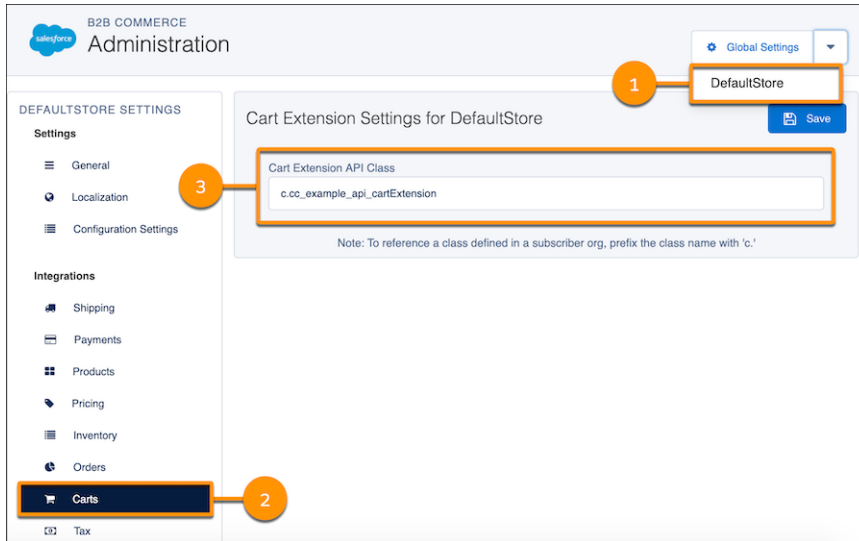 salesforce
B2B COMMERCE
Administration
Global Settings
1
DefaultStore
DEFAULTSTORE SETTINGS
Settings
General
Localization
Configuration Settings
Integrations
Shipping
Payments
Products
Pricing
Inventory
Orders
Carts
2
Tax
Cart Extension Settings for DefaultStore
Save
3
Cart Extension API Class
c.cc_example_api_cartExtension
Note: To reference a class defined in a subscriber org, prefix the class name with 'c.'